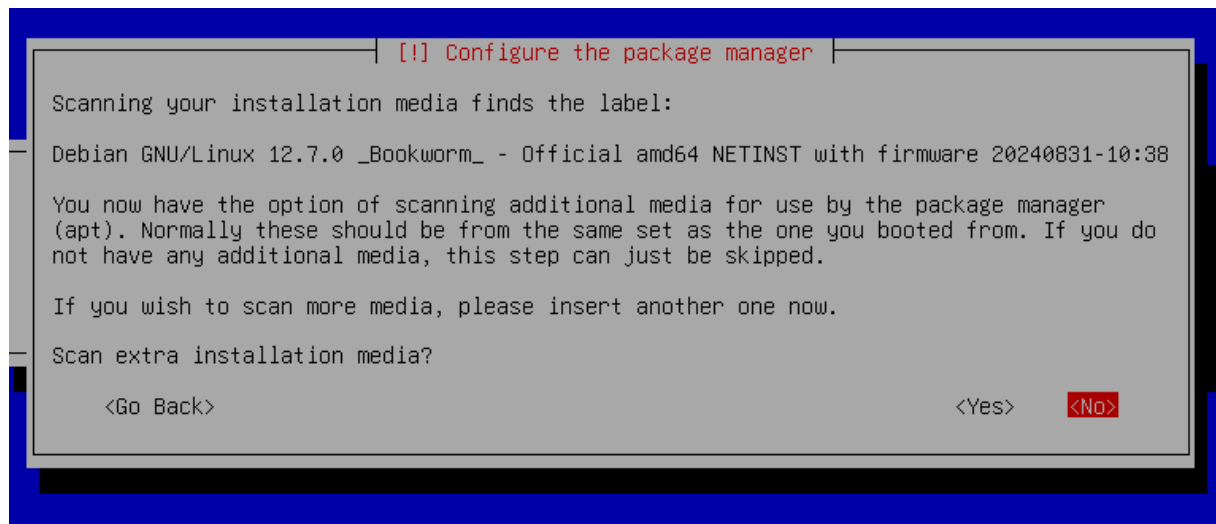 [!] Configure the package manager
Scanning your installation media finds the label:
Debian GNU/Linux 12.7.0 _Bookworm_ - Official amd64 NETINST with firmware 20240831-10:38
You now have the option of scanning additional media for use by the package manager
(apt). Normally these should be from the same set as the one you booted from. If you do
not have any additional media, this step can just be skipped.
If you wish to scan more media, please insert another one now.
Scan extra installation media?
<Go Back> <Yes> <No>